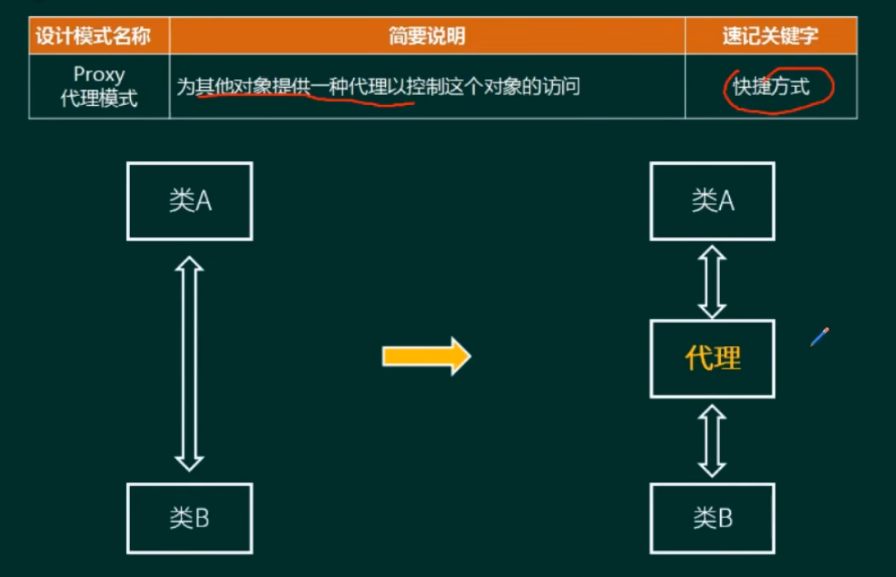 设计模式名称 简要说明 速记关键字
Proxy
代理模式
为其他对象提供一种代理以控制这个对象的访问
快捷方式
类A
类A
代理
类B
类B